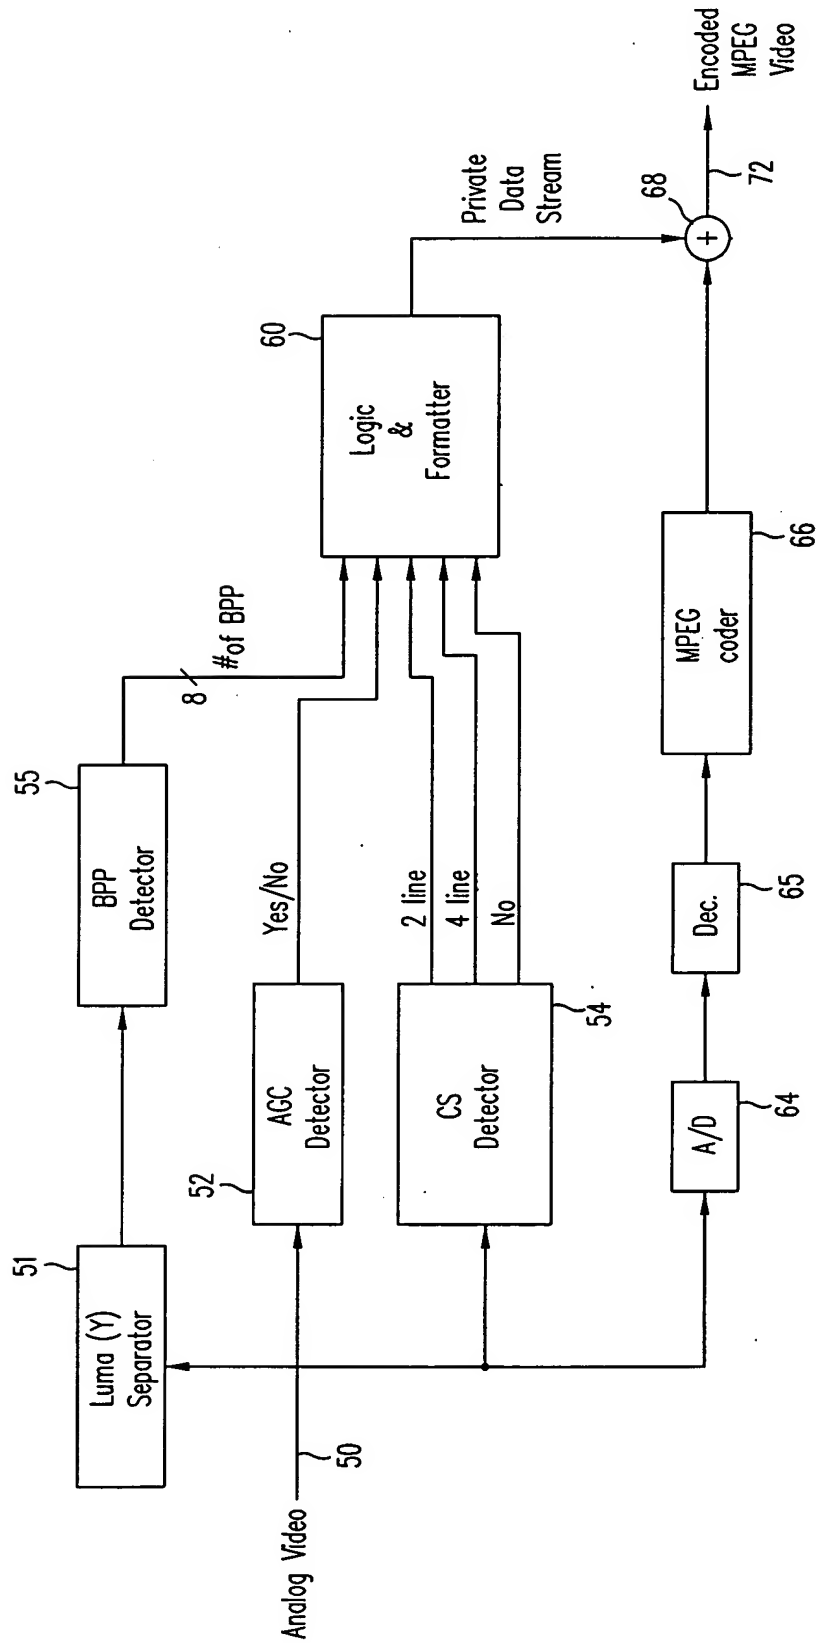 Analog Video
50
51
Luma (Y)
Separator
55
BPP
Detector
8
#of BPP
52
AGC
Detector
Yes/No
CS
Detector
54
2 line
4 line
No
60
Logic
&
Formatter
Private
Data
Stream
A/D
64
Dec.
65
MPEG
coder
66
68
+
72
Encoded
MPEG
Video